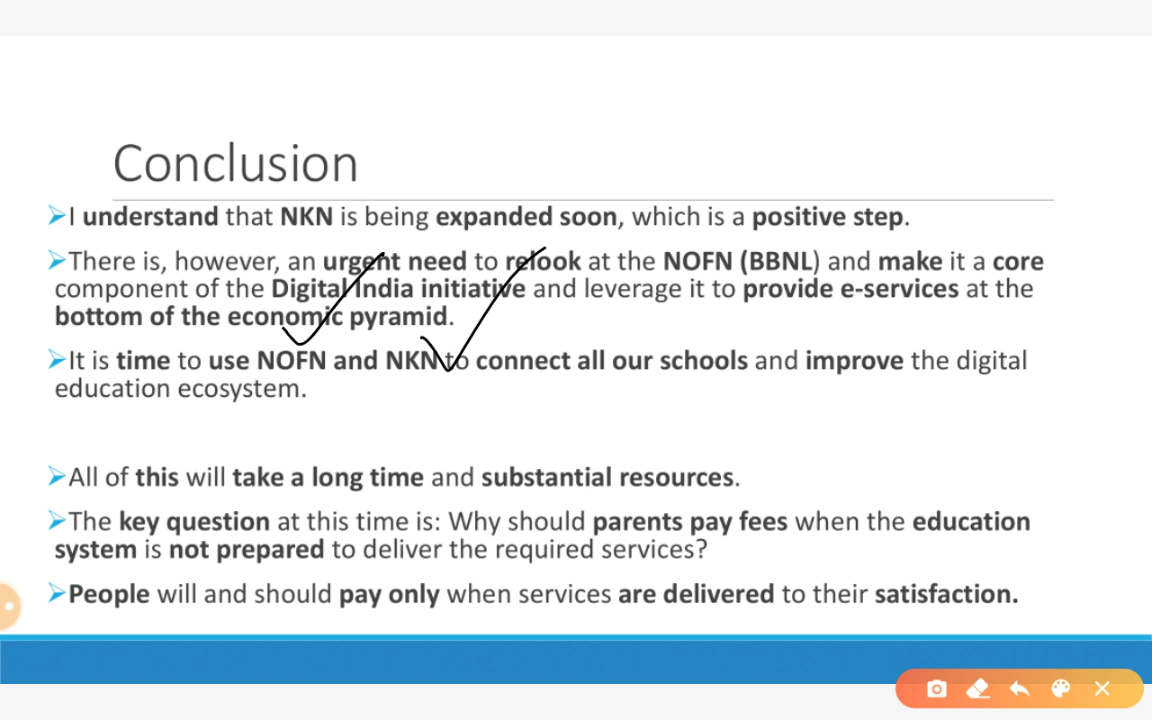 Conclusion
➢I understand that NKN is being expanded soon, which is a positive step.
➢There is, however, an urgent need to relook at the NOFN (BBNL) and make it a core
component of the Digital India initiative and leverage it to provide e-services at the
bottom of the economic pyramid.
➢It is time to use NOFN and NKN to connect all our schools and improve the digital
education ecosystem.
➢All of this will take a long time and substantial resources.
➢The key question at this time is: Why should parents pay fees when the education
system is not prepared to deliver the required services?
➢People will and should pay only when services are delivered to their satisfaction.